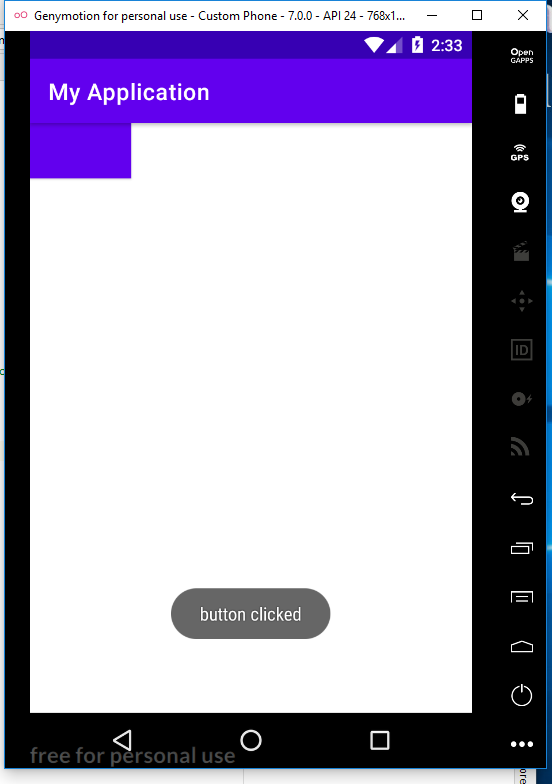 Genymotion for personal use - Custom Phone - 7.0.0 - API 24 - 768x1...
2:33
Open
GAPPS
My Application
GPS
ID
button clicked
free for personal use